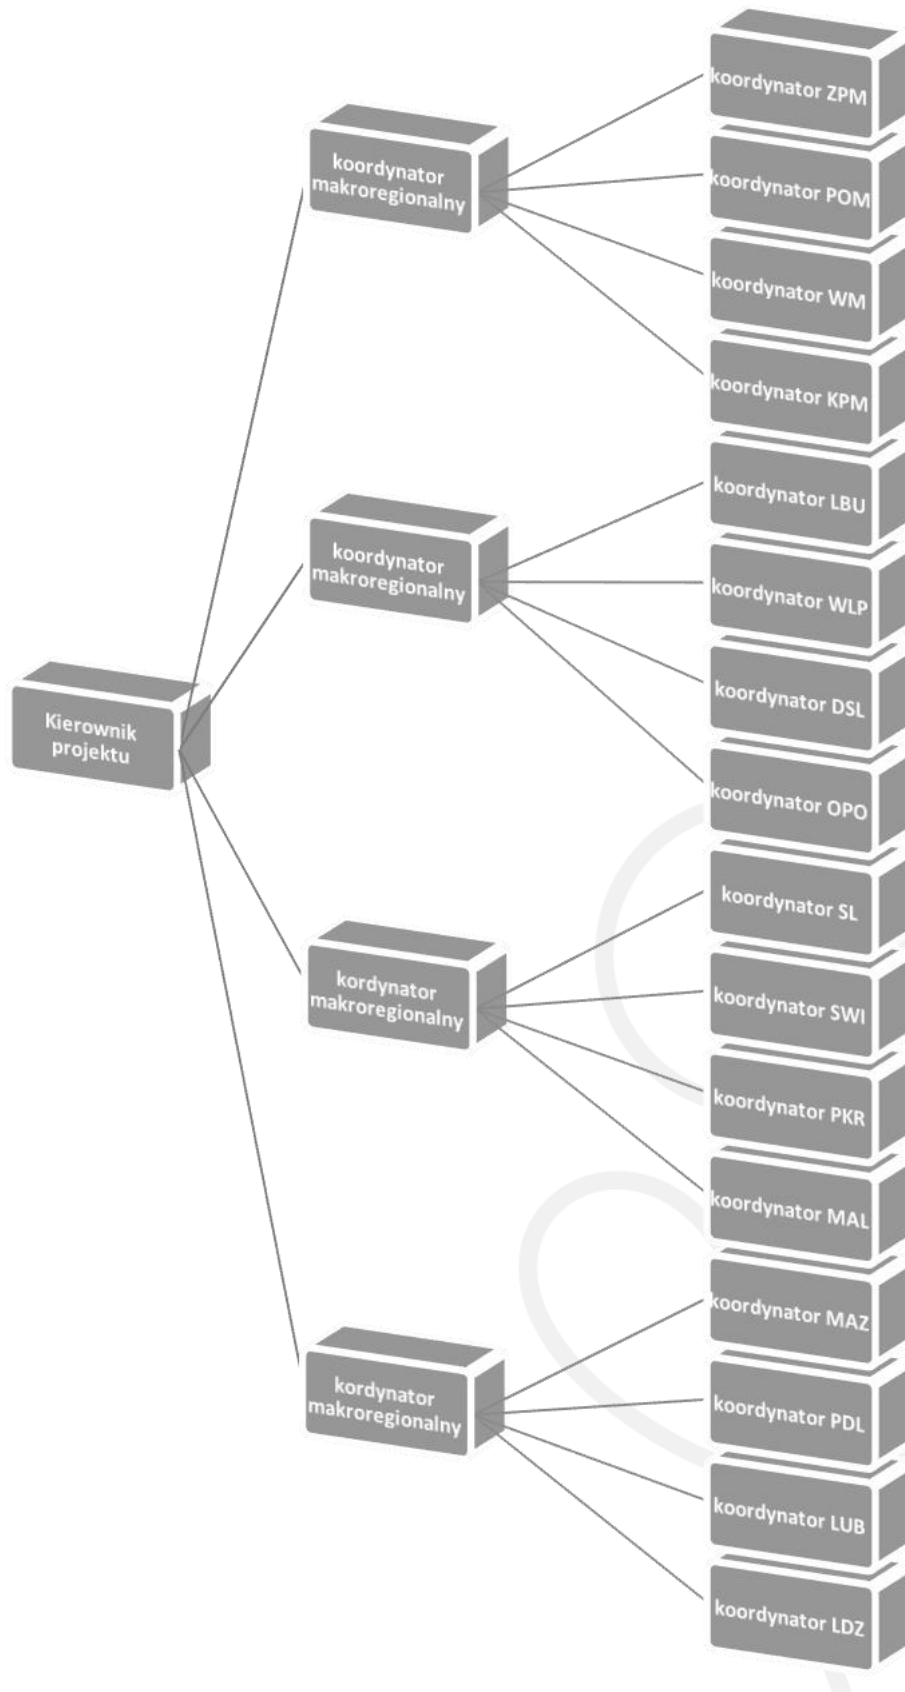 Kierownik
projektu
koordynator
makroregionalny
koordynator ZPM
koordynator POM
koordynator WM
koordynator KPM
koordynator
makroregionalny
koordynator LBU
koordynator WLP
koordynator DSL
koordynator OPO
kordynator
makroregionalny
koordynator SL
koordynator SWI
koordynator PKR
koordynator MAL
kordynator
makroregionalny
koordynator MAZ
koordynator PDL
koordynator LUB
koordynator LDZ